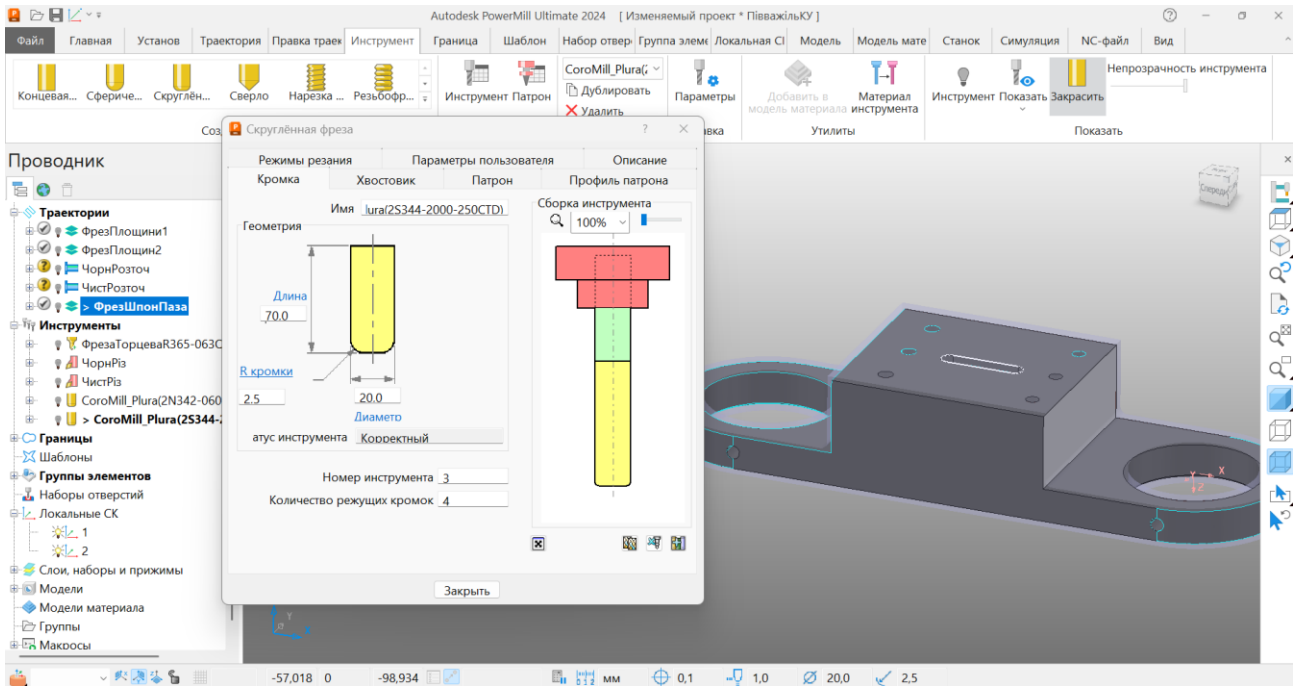 Autodesk PowerMill Ultimate 2024 [ Изменяемый проект * ПівважільКУ ]
Файл Главная Установ Траектория Правка траек Инструмент Граница Шаблон Набор отвер Группа элеме Локальная СІ Модель Модель мате Станок Симуляция NC-файл Вид
Концевая... Сфериче... Скруглён... Сверло Нарезка ... Резьбофр...
Инструмент Патрон
CoroMill_Plura(
Дублировать
Удалить
Параметры
Добавить в модель материала
Материал инструмента
Инструмент Показать Закрасить
Непрозрачность инструмента
Соз
вка
Утилиты
Показать
Проводник
Траектории
ФрезПлощини1
ФрезПлощин2
ЧорнРозточ
ЧистРозточ
> ФрезШпонПаза
Инструменты
ФрезаТорцеваR365-063С
ЧорнРіз
ЧистРіз
CoroMill_Plura(2N342-060
> CoroMill_Plura(2S344-
Границы
Шаблоны
Группы элементов
Наборы отверстий
Локальные СК
1
2
Слои, наборы и прижимы
Модели
Модели материала
Группы
Макросы
Скруглённая фреза
? ×
Режимы резания Параметры пользователя Описание
Кромка Хвостовик Патрон Профиль патрона
Имя lura(2S344-2000-250CTD)
Геометрия
Длина
70.0
R кромки
2.5
20.0
Диаметр
атус инструмента Корректный
Номер инструмента 3
Количество режущих кромок 4
Сборка инструмента
100%
Закрыть
Спереди
X
Y
Z
Y
-57,018 0 -98,934 мм 0,1 1,0 20,0 2,5